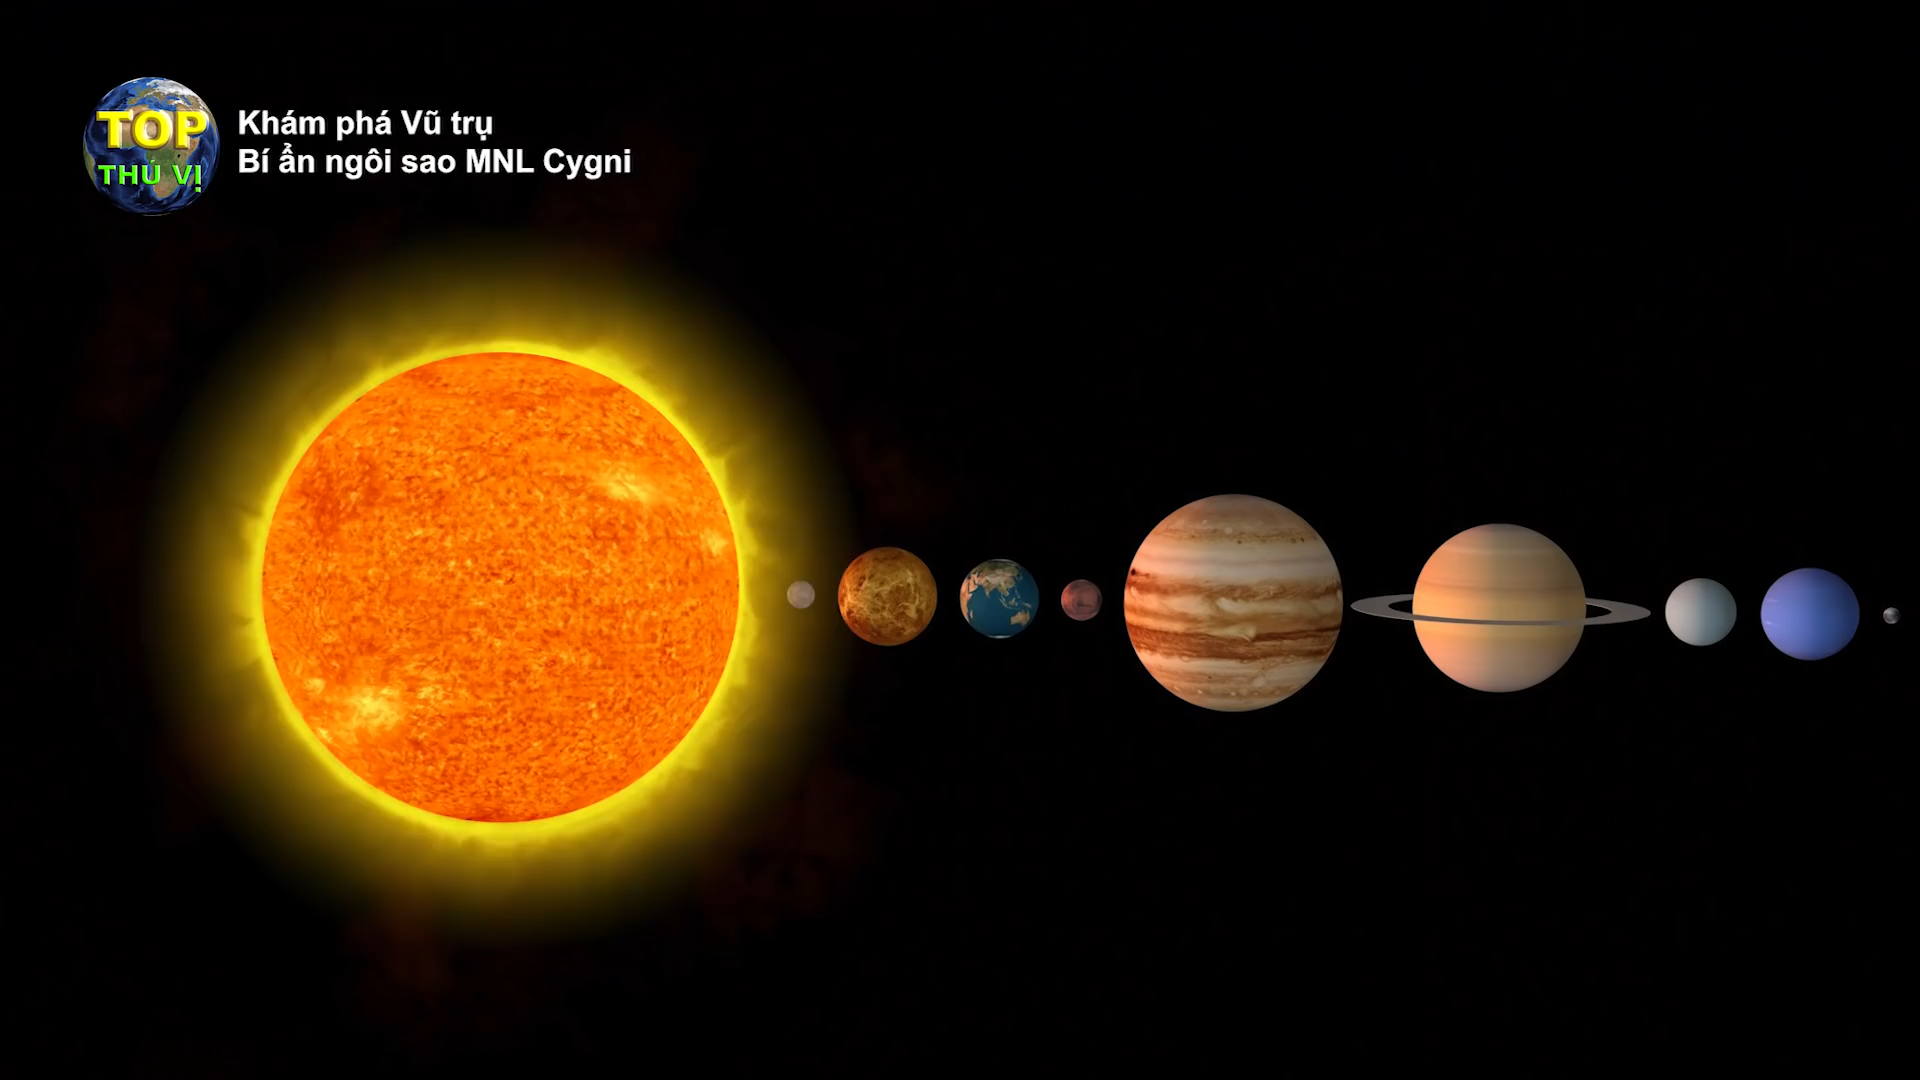 TOP
THÚ VỊ
Khám phá Vũ trụ
Bí ẩn ngôi sao MNL Cygni